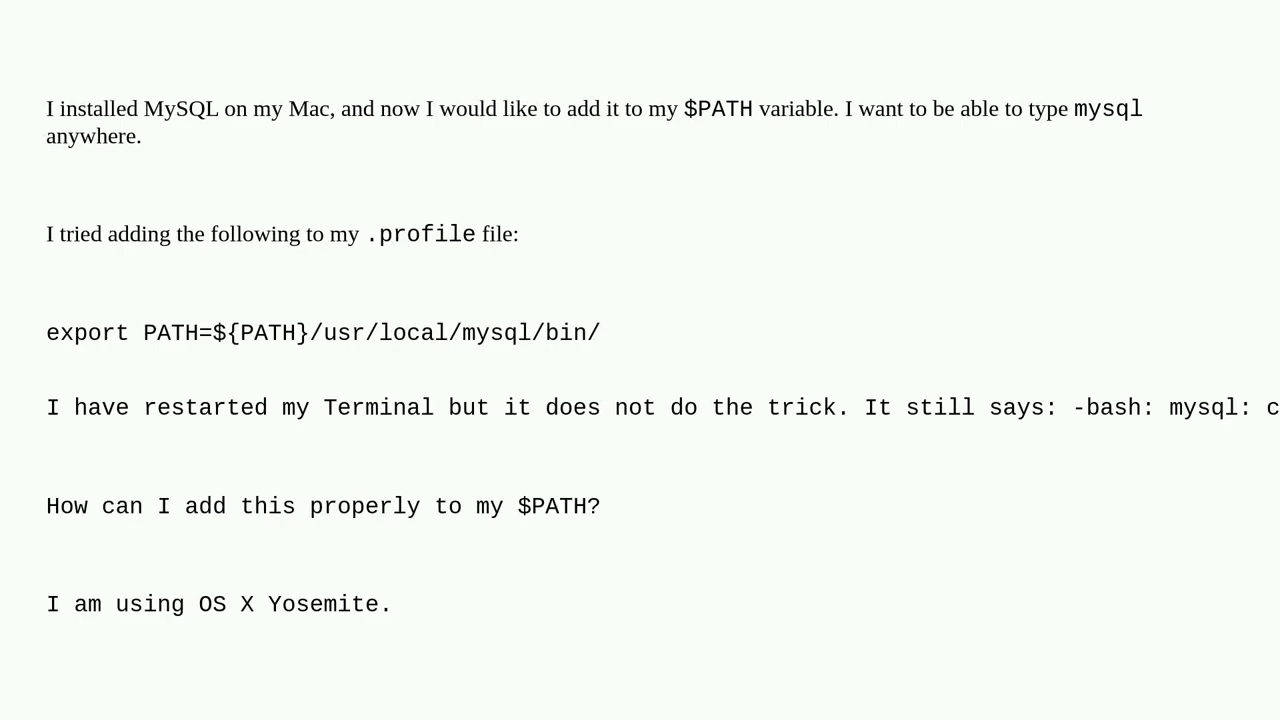 I installed MySQL on my Mac, and now I would like to add it to my $PATH variable. I want to be able to type mysql
anywhere.
I tried adding the following to my .profile file:
export PATH=${PATH}/usr/local/mysql/bin/
I have restarted my Terminal but it does not do the trick. It still says: -bash: mysql: c
How can I add this properly to my $PATH?
I am using OS X Yosemite.